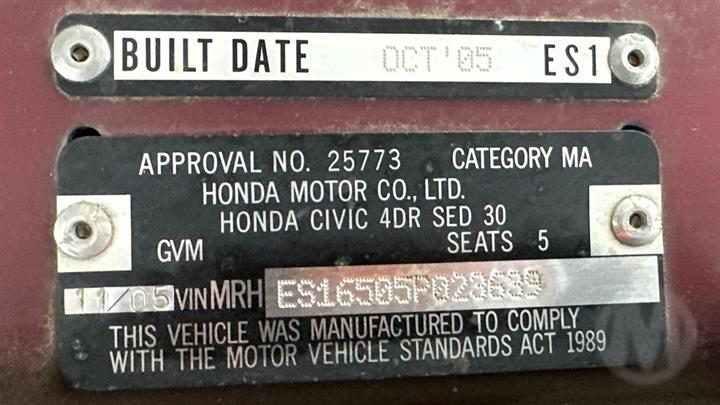 BUILT DATE OCT'05 ES1
APPROVAL NO. 25773 CATEGORY MA
HONDA MOTOR CO., LTD.
HONDA CIVIC 4DR SED 30
GVM SEATS 5
11/05 VIN MRHES16505P023639
THIS VEHICLE WAS MANUFACTURED TO COMPLY
WITH THE MOTOR VEHICLE STANDARDS ACT 1989